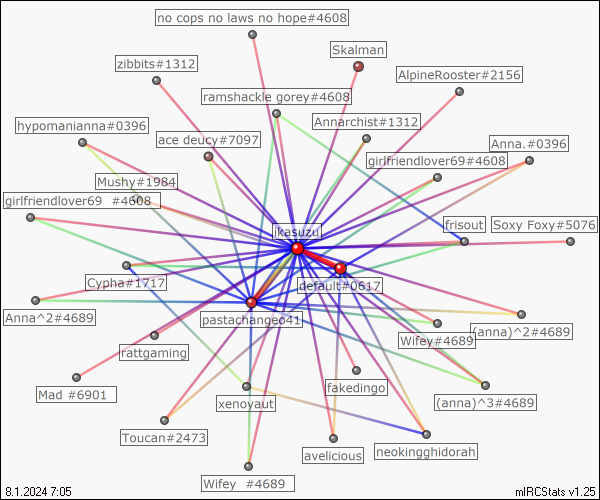 no cops no laws no hope#4608
Skalman
zibbits#1312
AlpineRooster#2156
ramshackle gorey#4608
Annarchist#1312
hypomanianna#0396
ace deucy#7097
Anna.#0396
girlfriendlover69#4608
Mushy#1984
girlfriendlover69 #4608
ikasuzu
frisout
Soxy Foxy#5076
Cypha#1717
default#0617
Anna^2#4689
pastachangeo41
(anna)^2#4689
Wifey#4689
rattgaming
Mad #6901
fakedingo
xenoyaut
(anna)^3#4689
Toucan#2473
avelicious
neokingghidorah
Wifey #4689
8.1.2024 7:05
mIRCStats v1.25